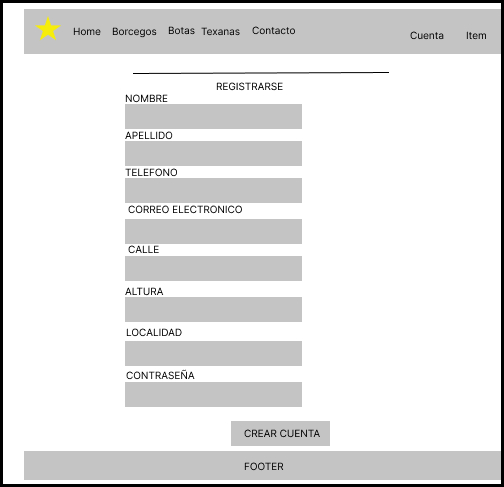 Home Borcegos Botas Texanas Contacto Cuenta Item
REGISTRARSE
NOMBRE
APELLIDO
TELEFONO
CORREO ELECTRONICO
CALLE
ALTURA
LOCALIDAD
CONTRASEÑA
CREAR CUENTA
FOOTER